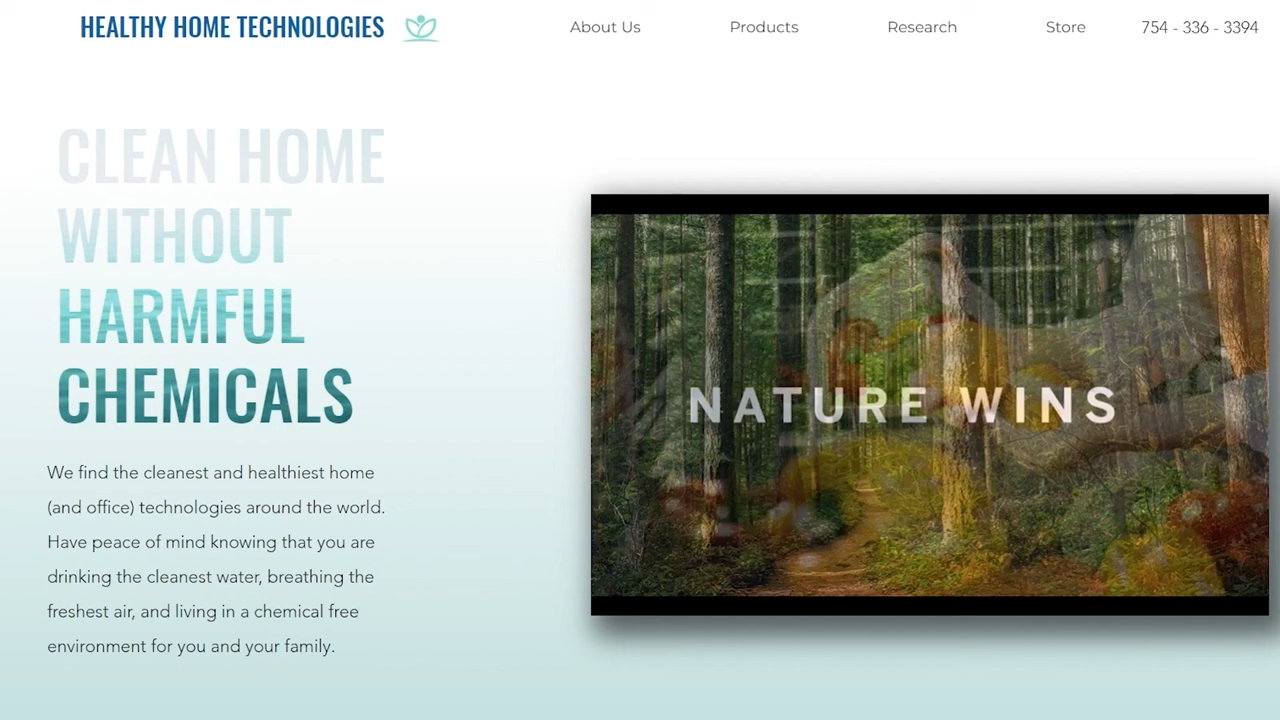 HEALTHY HOME TECHNOLOGIES
About Us
Products
Research
Store
754 - 336 - 3394
CLEAN HOME
WITHOUT
HARMFUL
CHEMICALS
We find the cleanest and healthiest home
(and office) technologies around the world.
Have peace of mind knowing that you are
drinking the cleanest water, breathing the
freshest air, and living in a chemical free
environment for you and your family.
NATURE WINS